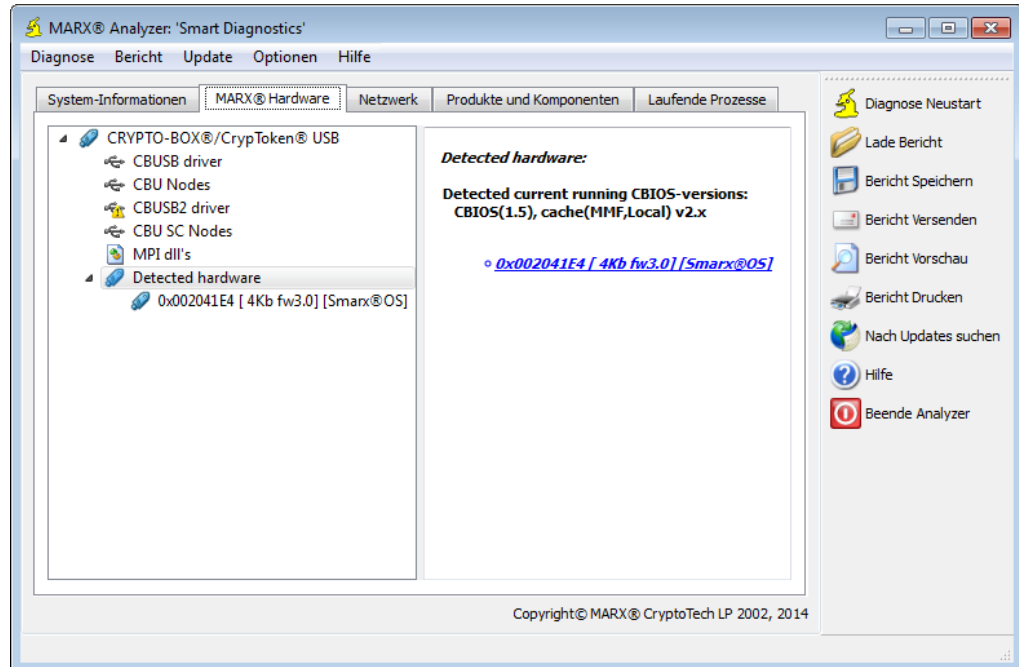 MARX® Analyzer: 'Smart Diagnostics'
Diagnose Bericht Update Optionen Hilfe
System-Informationen MARX® Hardware Netzwerk Produkte und Komponenten Laufende Prozesse
CRYPTO-BOX®/CrypToken® USB
CBUSB driver
CBU Nodes
CBUSB2 driver
CBU SC Nodes
MPI dll's
Detected hardware
0x002041E4 [ 4Kb fw3.0] [Smarx®OS]
Detected hardware:
Detected current running CBIOS-versions:
CBIOS(1.5), cache(MMF,Local) v2.x
0x002041E4 [ 4Kb fw3.0] [Smarx®OS]
Diagnose Neustart
Lade Bericht
Bericht Speichern
Bericht Versenden
Bericht Vorschau
Bericht Drucken
Nach Updates suchen
Hilfe
Beende Analyzer
Copyright© MARX® CryptoTech LP 2002, 2014